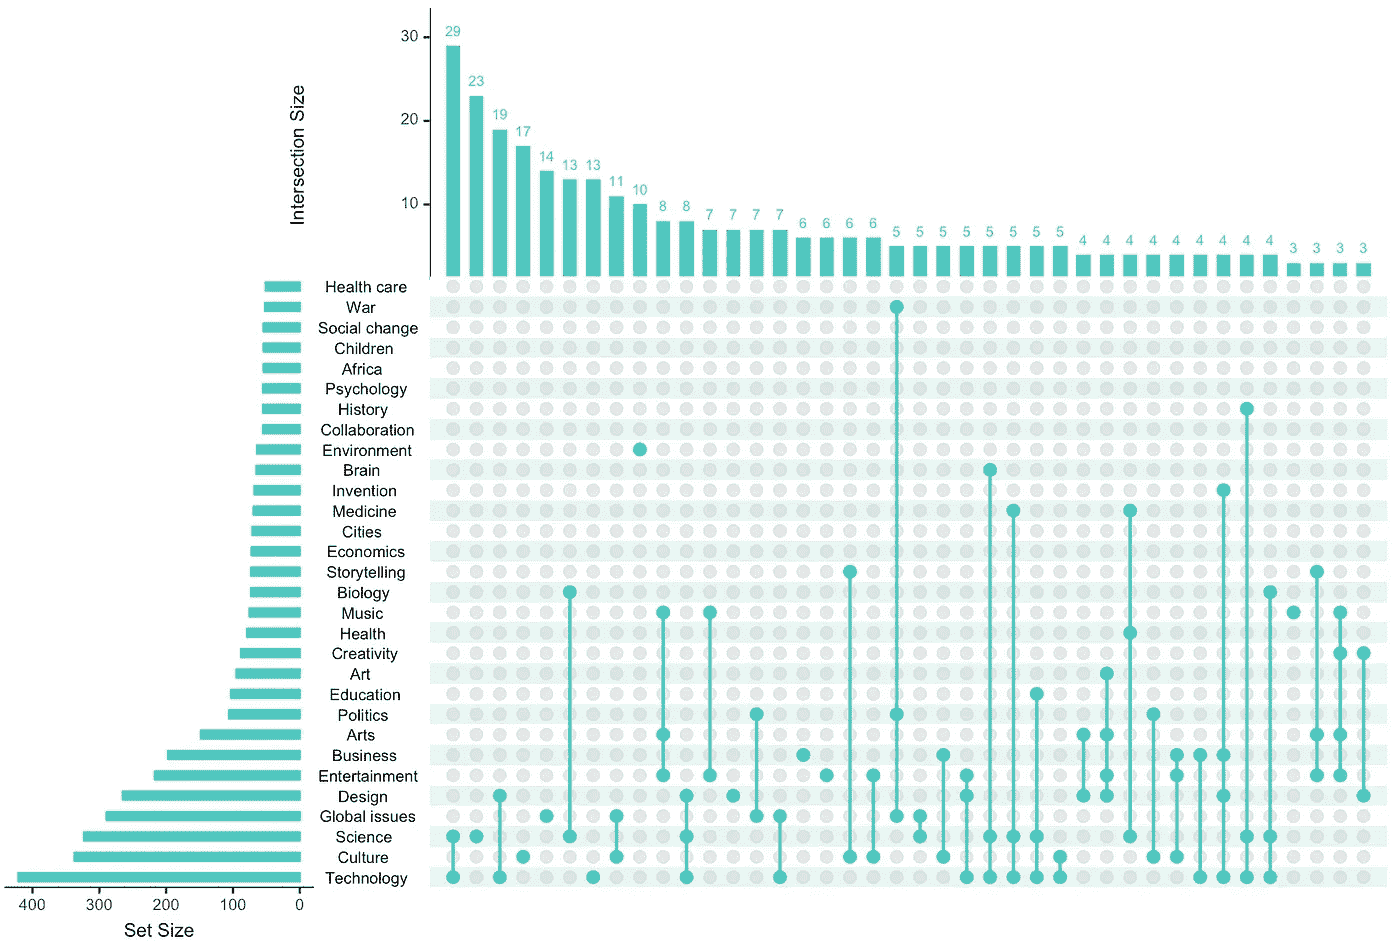 Intersection Size
30
20
10
29 23 19 17 14 13 13 11 10 8 8 7 7 7 7 6 6 6 6 5 5 5 5 5 5 5 5 4 4 4 4 4 4 4 4 4 3 3 3 3
Health care
War
Social change
Children
Africa
Psychology
History
Collaboration
Environment
Brain
Invention
Medicine
Cities
Economics
Storytelling
Biology
Music
Health
Creativity
Art
Education
Politics
Arts
Business
Entertainment
Design
Global issues
Science
Culture
Technology
400 300 200 100 0
Set Size